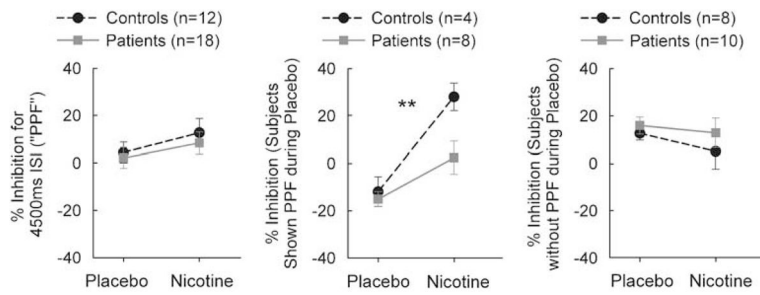 Controls (n=12)
Patients (n=18)
% Inhibition for
4500ms ISI ("PPF")
40
20
0
-20
-40
Placebo
Nicotine
Controls (n=4)
Patients (n=8)
% Inhibition (Subjects
Shown PPF during Placebo)
40
20
0
-20
-40
**
Placebo
Nicotine
Controls (n=8)
Patients (n=10)
% Inhibition (Subjects
without PPF during Placebo)
40
20
0
-20
-40
Placebo
Nicotine